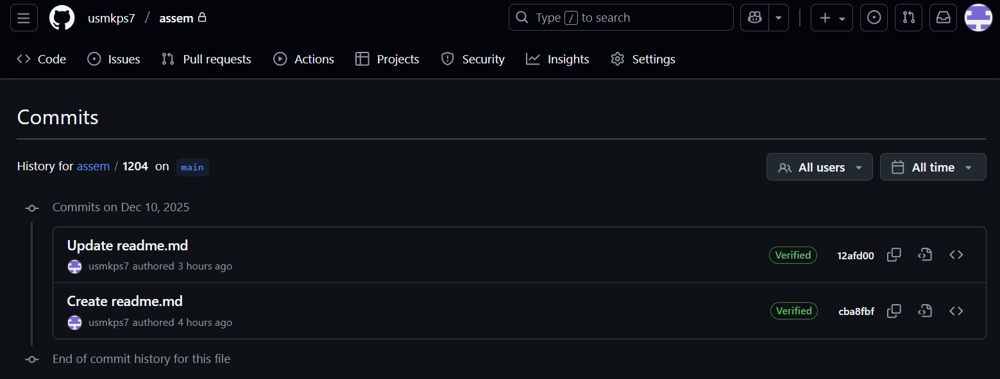 usmkps7 / assem
Type / to search
Code Issues Pull requests Actions Projects Security Insights Settings
Commits
History for assem / 1204 on main
All users All time
Commits on Dec 10, 2025
Update readme.md
usmkps7 authored 3 hours ago
Verified 12afd00
Create readme.md
usmkps7 authored 4 hours ago
Verified cba8fbf
End of commit history for this file